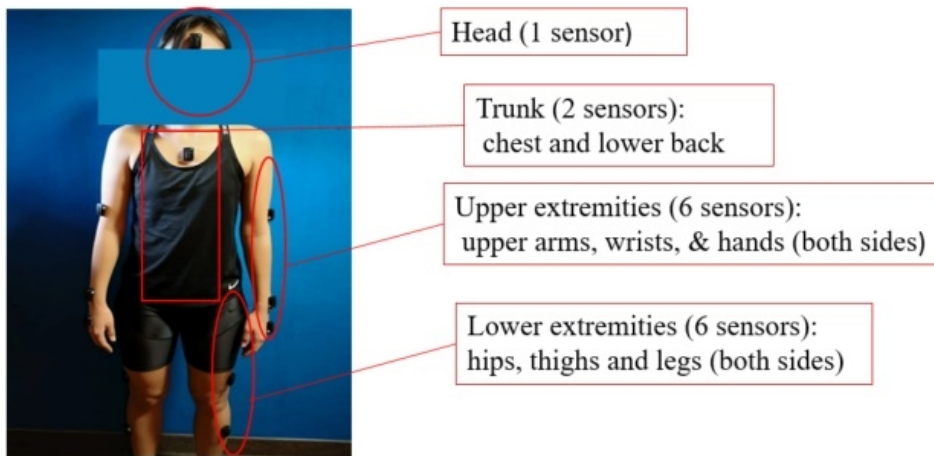 Head (1 sensor)
Trunk (2 sensors):
chest and lower back
Upper extremities (6 sensors):
upper arms, wrists, & hands (both sides)
Lower extremities (6 sensors):
hips, thighs and legs (both sides)